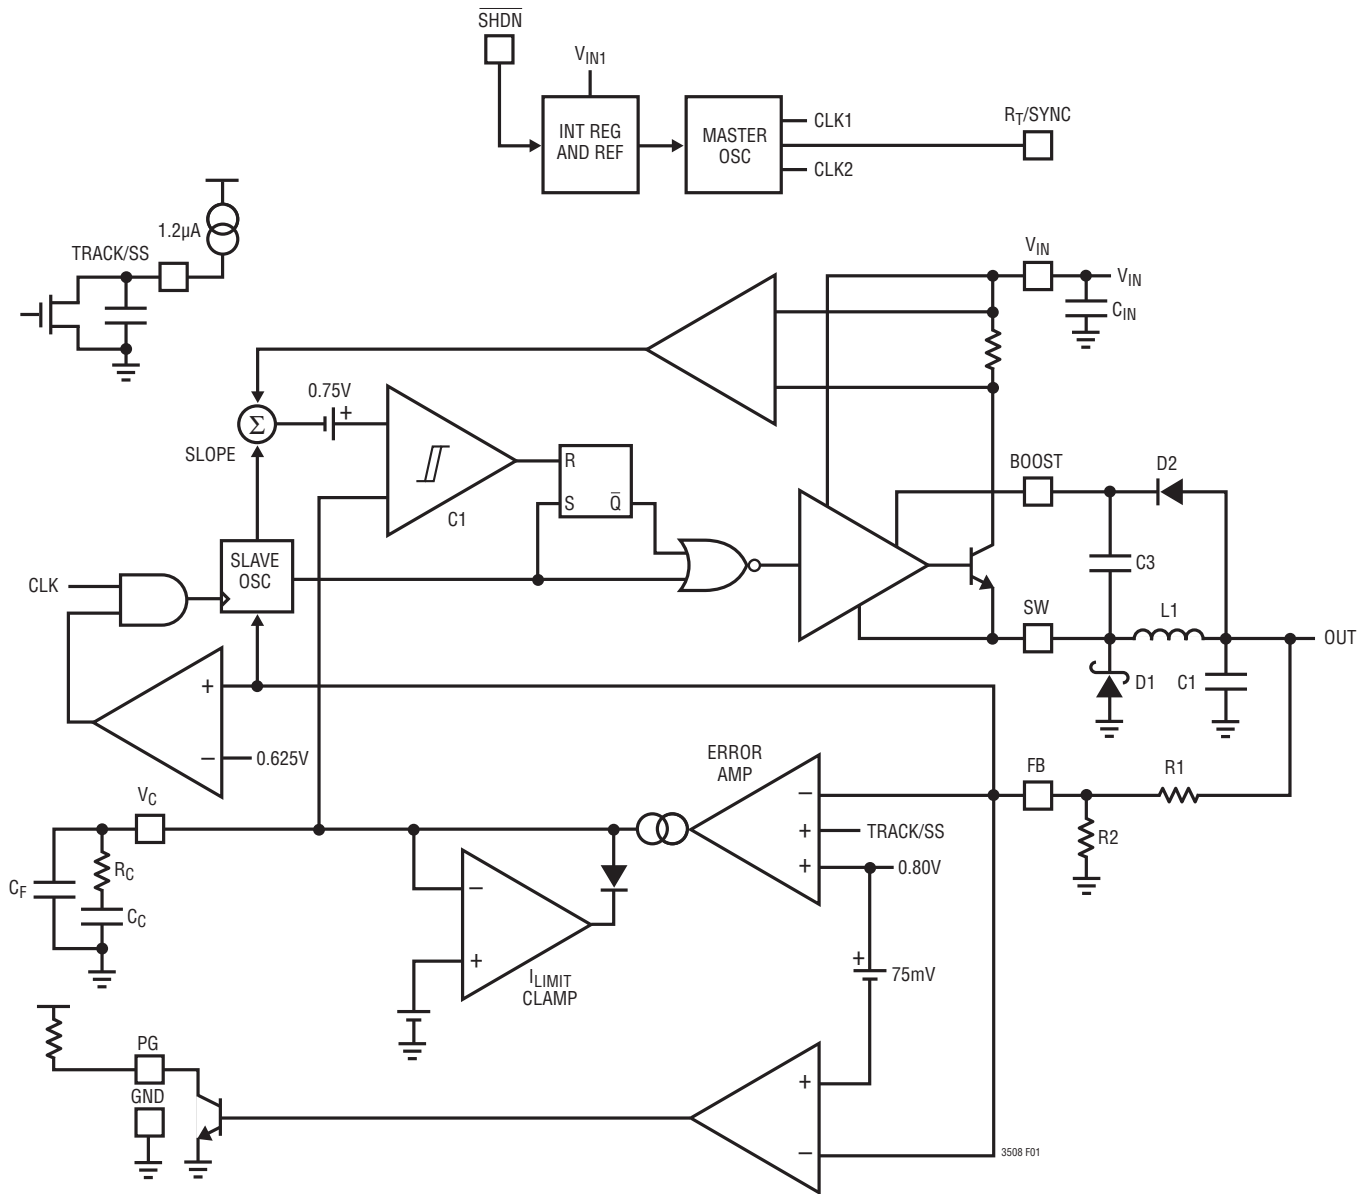 SHDN
VIN1
INT REG
AND REF
MASTER
OSC
CLK1
CLK2
RT/SYNC
1.2µA
TRACK/SS
VIN
VIN
CIN
0.75V
+
Σ
SLOPE
C1
R
S
Q
BOOST
D2
C3
SLAVE
OSC
CLK
SW
L1
OUT
D1
C1
+
−
0.625V
ERROR
AMP
FB
R1
R2
VC
−
+
TRACK/SS
+
0.80V
RC
CF
CC
−
+
ILIMIT
CLAMP
+
75mV
PG
GND
+
−
3508 F01